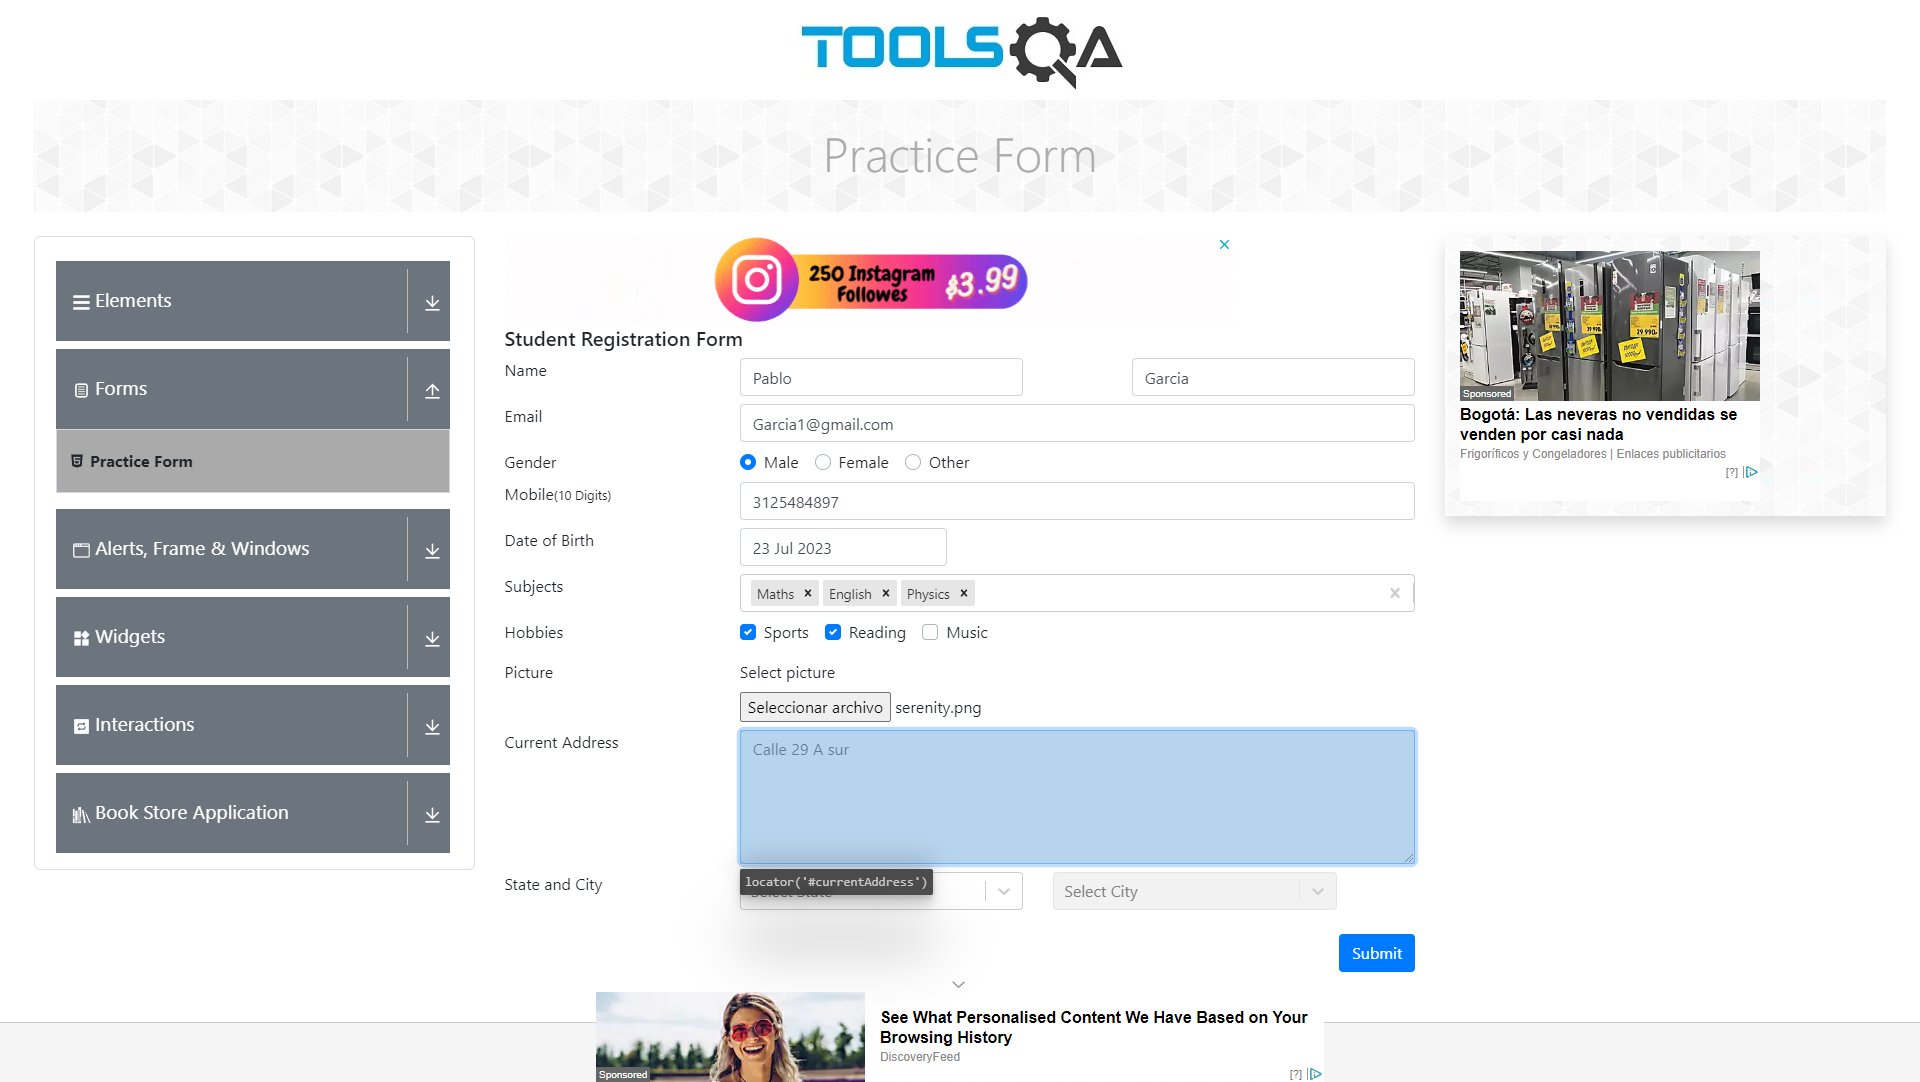 TOOLSQA
Practice Form
Elements
Forms
Practice Form
Alerts, Frame & Windows
Widgets
Interactions
Book Store Application
250 Instagram
Followes
$3.99
Student Registration Form
Name
Pablo
Garcia
Email
Garcia1@gmail.com
Gender
Male
Female
Other
Mobile(10 Digits)
3125484897
Date of Birth
23 Jul 2023
Subjects
Maths
English
Physics
Hobbies
Sports
Reading
Music
Picture
Select picture
Seleccionar archivo
serenity.png
Current Address
Calle 29 A sur
locator('#currentAddress')
State and City
Select State
Select City
Submit
Sponsored
Bogotá: Las neveras no vendidas se
venden por casi nada
Frigoríficos y Congeladores | Enlaces publicitarios
[?]
Sponsored
See What Personalised Content We Have Based on Your
Browsing History
DiscoveryFeed
[?]